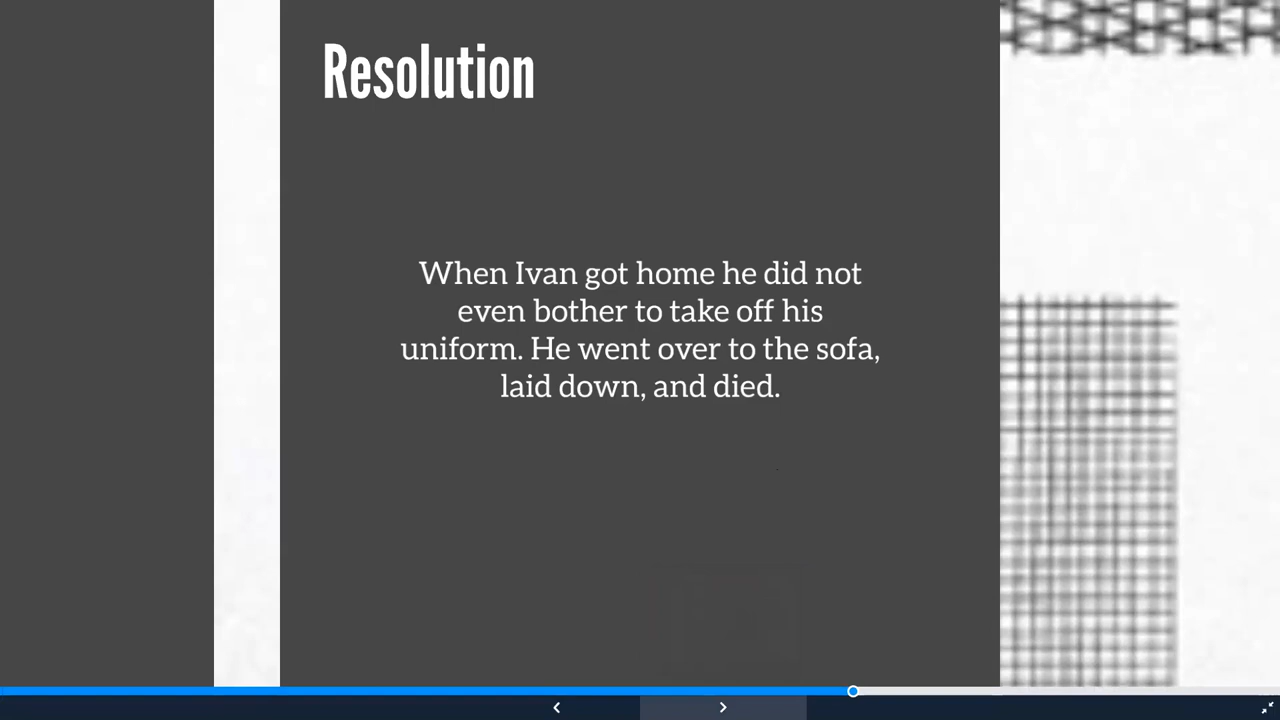 Resolution
When Ivan got home he did not
even bother to take off his
uniform. He went over to the sofa,
laid down, and died.